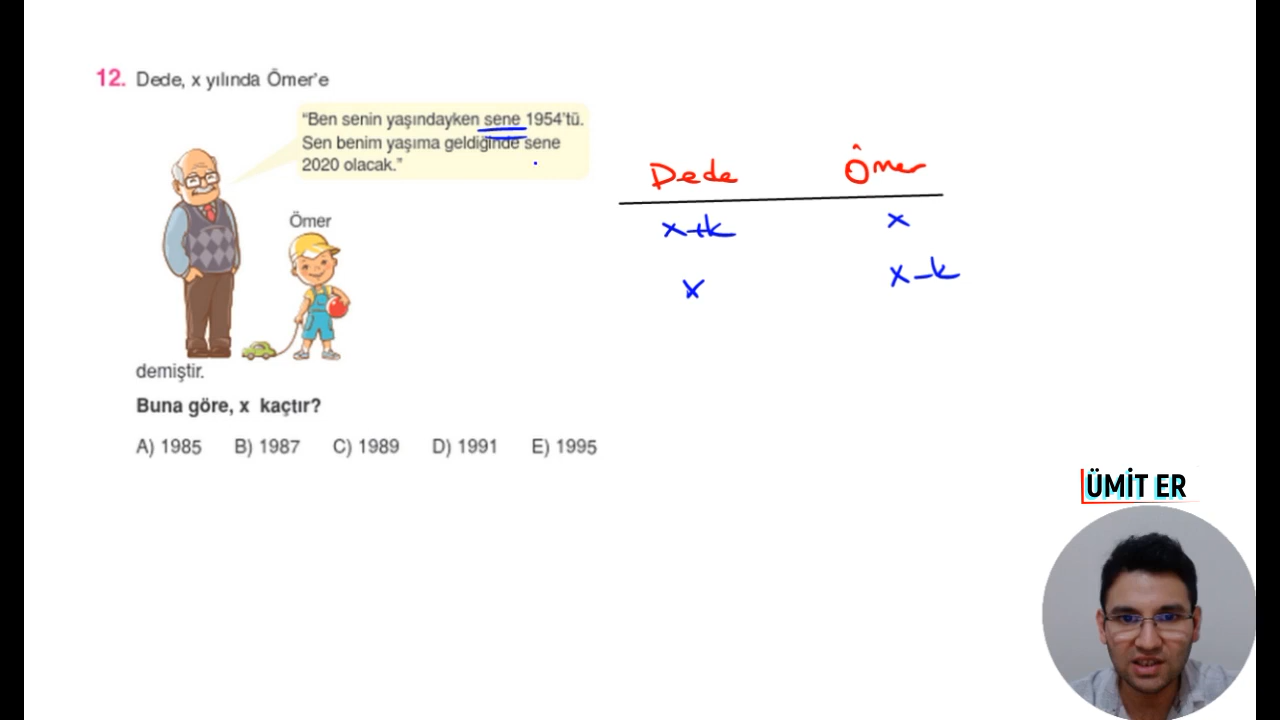 12. Dede, x yılında Ömer'e
"Ben senin yaşındayken sene 1954'tü.
Sen benim yaşıma geldiğinde sene
2020 olacak."
Ömer
demiştir.
Buna göre, x kaçtır?
A) 1985 B) 1987 C) 1989 D) 1991 E) 1995
Dede Ömer
x+k x
x x-k
ÜMİT ER